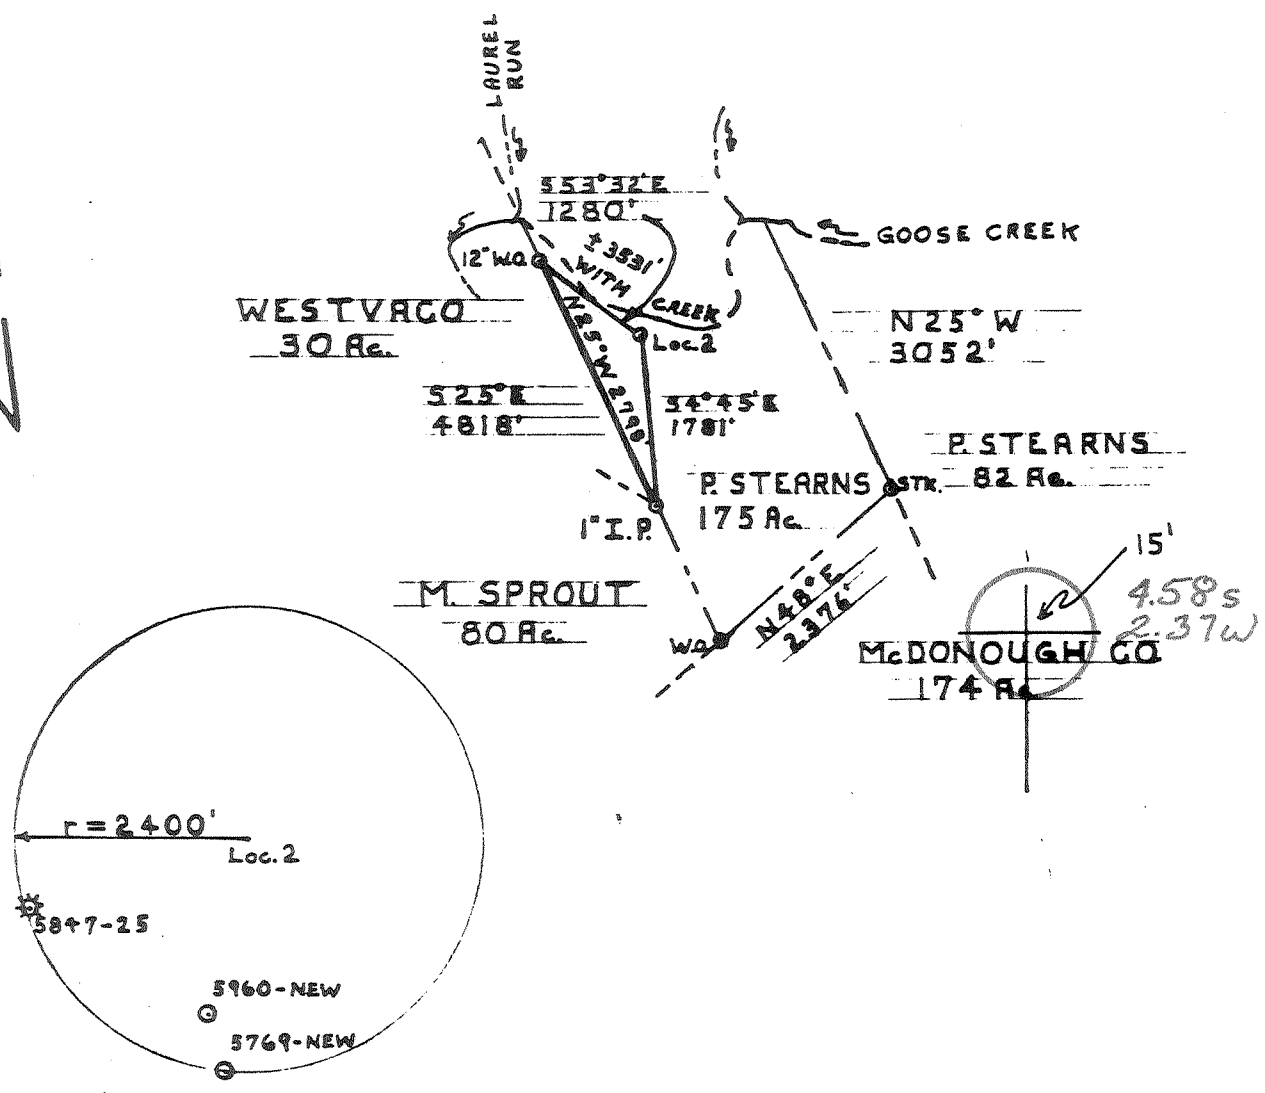 LAUREL
RUN
S53°32'E
1280'
± 3531'
WITH
CREEK
GOOSE CREEK
12" W.O.
WESTVACO
30 Ac.
N25°W 2798'
Loc.2
N25°W
3052'
S25°E
4818'
S4°45'E
1781'
P. STEARNS
82 Ac.
P. STEARNS
175 Ac.
STK.
1" I.P.
15'
M. SPROUT
80 Ac.
N48°E
2376'
4.58s
2.37w
W.O.
McDONOUGH CO
174 Ac.
r = 2400'
Loc. 2
5847-25
5960-NEW
5769-NEW